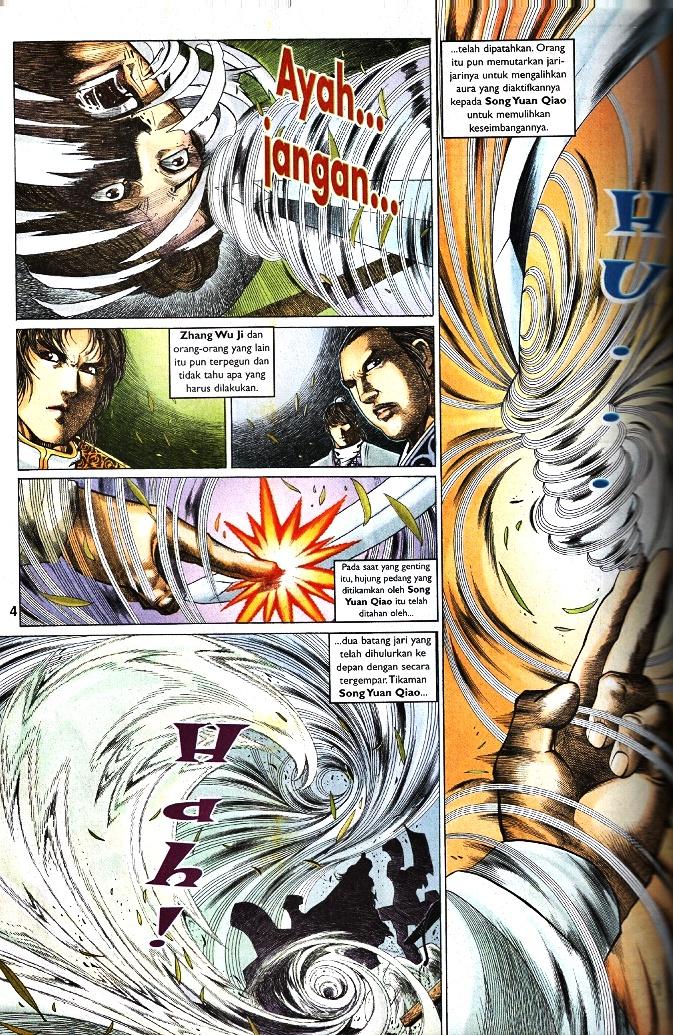 Ayah...
jangan...
Zhang Wu Ji dan
orang-orang yang lain
itu pun terpegun dan
tidak tahu apa yang
harus dilakukan.
Pada saat yang genting
itu, hujung pedang yang
ditikamkan oleh Song
Yuan Qiao itu telah
ditahan oleh...
4
...dua batang jari yang
telah dihulurkan ke
depan dengan secara
tergempar. Tikaman
Song Yuan Qiao...
Hah!
...telah dipatahkan. Orang
itu pun memutarkan jari-
jarinya untuk mengalihkan
aura yang diaktifkannya
kepada Song Yuan Qiao
untuk memulihkan
keseimbangannya.
HU...